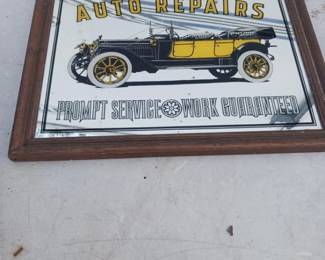 AUTO REPAIRS
PROMPT SERVICE WORK GUARANTEED